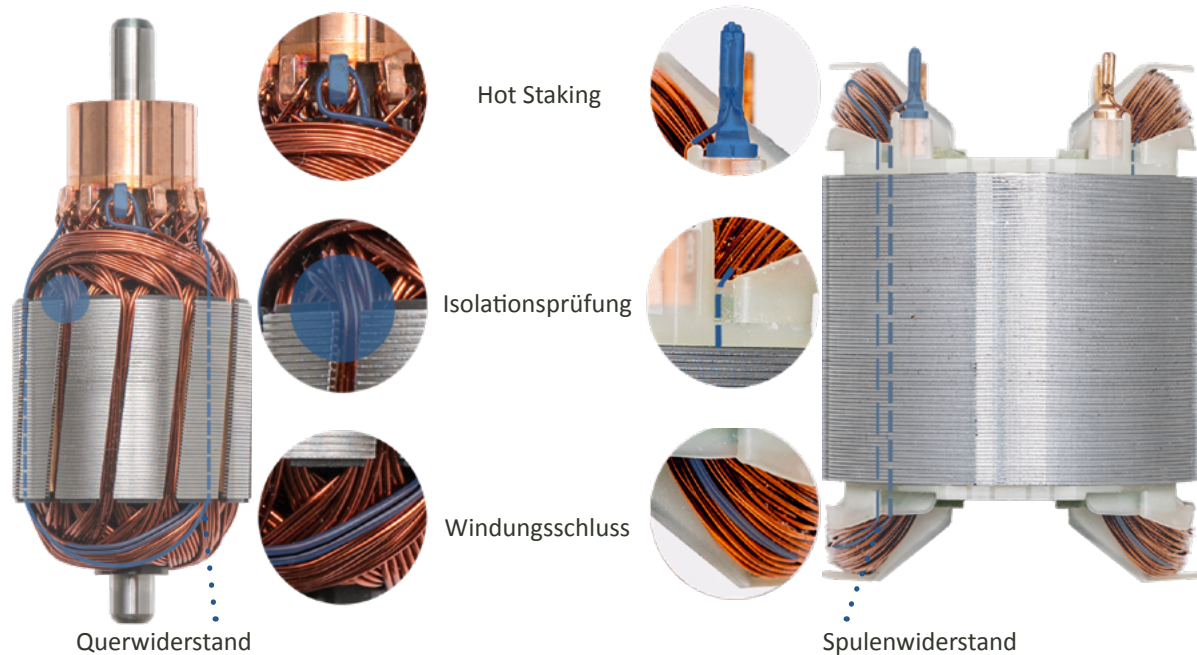 Hot Staking
Isolationsprüfung
Windungsschluss
Querwiderstand
Spulenwiderstand